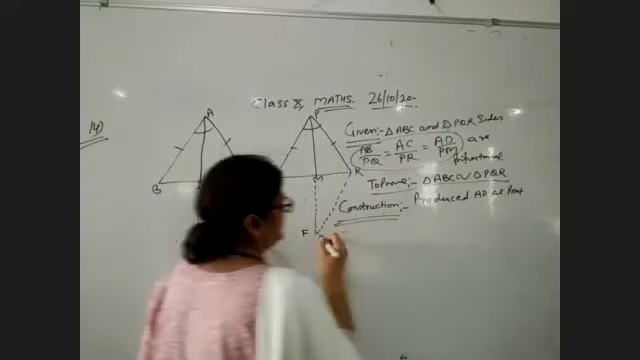 Class X MATHS. 26/10/20
14)
Given:- △ABC and △PQR Sides
AB/PQ = AC/PR = AD/PM are
Proportional
To Prove:- △ABC ~ △PQR
Construction:- Produced AD at Point
A
B
P
M
R
F